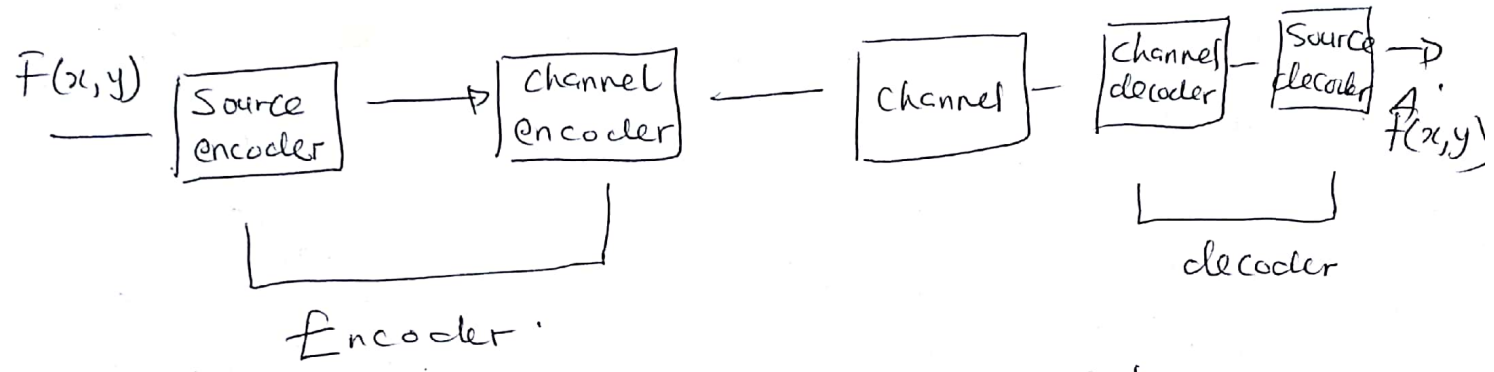 F(x,y)
Source
encoder
Channel
encoder
Channel
Channel
decoder
Source
decoder
f(x,y)
Encoder.
decoder